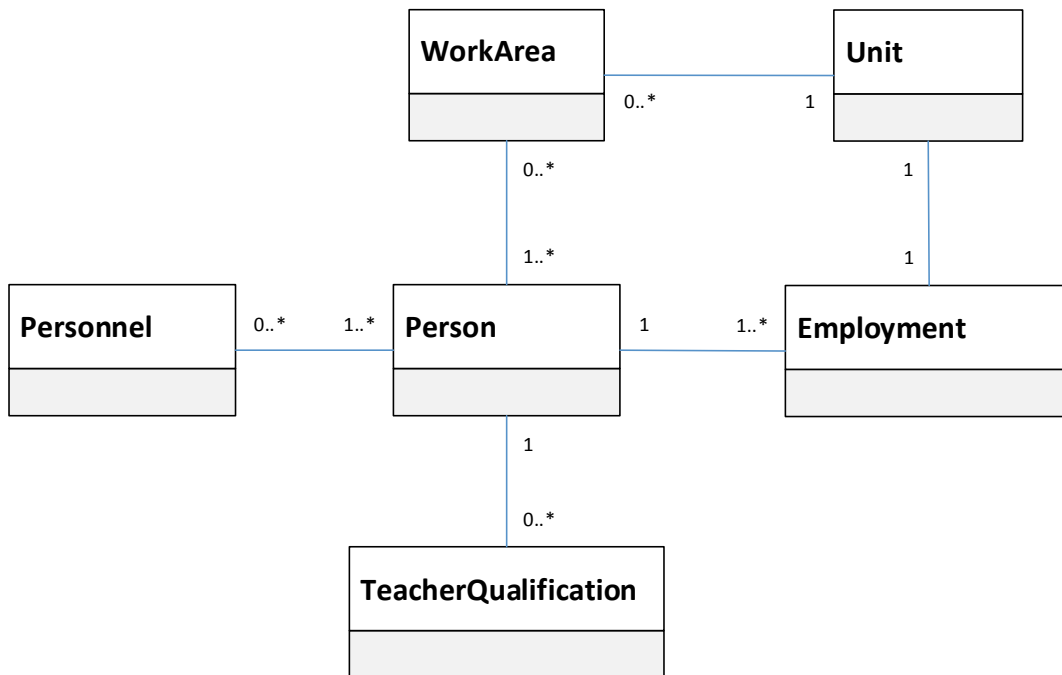 WorkArea
Unit
0..*
1
0..*
1
1..*
1
Personnel
0..*
1..*
Person
1
1..*
Employment
1
0..*
TeacherQualification